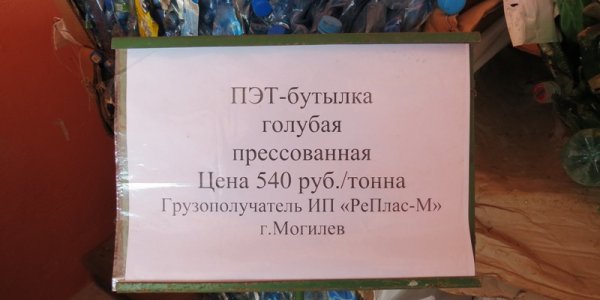 ПЭТ-бутылка
голубая
прессованная
Цена 540 руб./тонна
Грузополучатель ИП «РеПлас-М»
г.Могилев